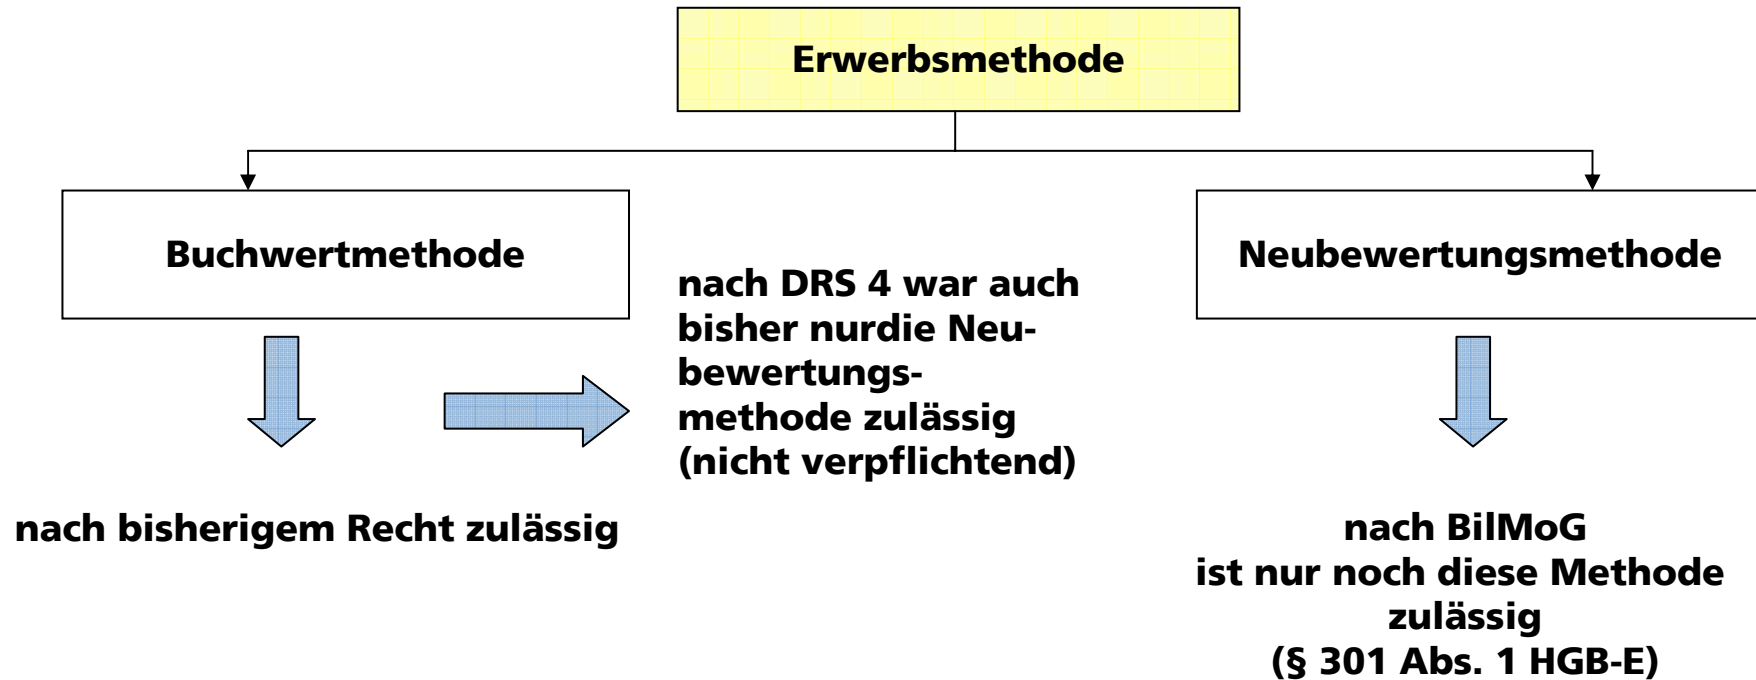 Erwerbsmethode
Buchwertmethode
Neubewertungsmethode
nach DRS 4 war auch
bisher nurdie Neu-
bewertungs-
methode zulässig
(nicht verpflichtend)
nach bisherigem Recht zulässig
nach BilMoG
ist nur noch diese Methode
zulässig
(§ 301 Abs. 1 HGB-E)